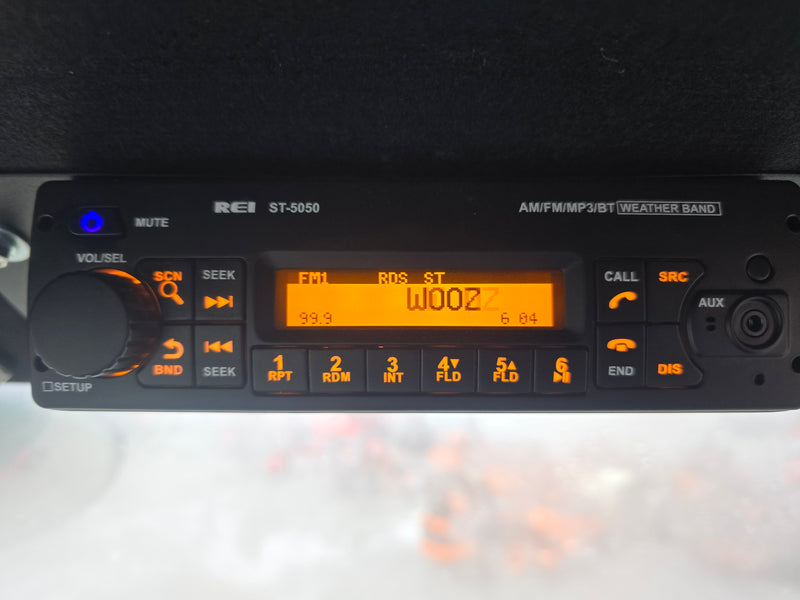 REI ST-5050
AM/FM/MP3/BT WEATHER BAND
MUTE
VOL/SEL
SCN
SEEK
FM1 RDS ST
WOOZ
99.9 6 04
CALL
SRC
AUX
BND
SEEK
1 RPT
2 RDM
3 INT
4 FLD
5 FLD
6
END
DIS
SETUP